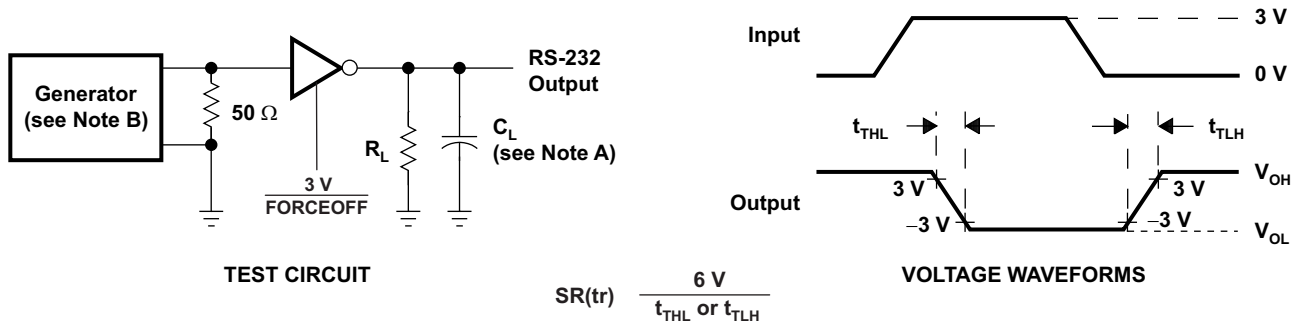 Generator
(see Note B)
50 Ω
3 V
FORCEOFF
RS-232
Output
R_L
C_L
(see Note A)
TEST CIRCUIT
Input
3 V
0 V
t_THL
t_TLH
Output
3 V
−3 V
3 V
−3 V
V_OH
V_OL
VOLTAGE WAVEFORMS
SR(tr)
6 V
t_THL or t_TLH